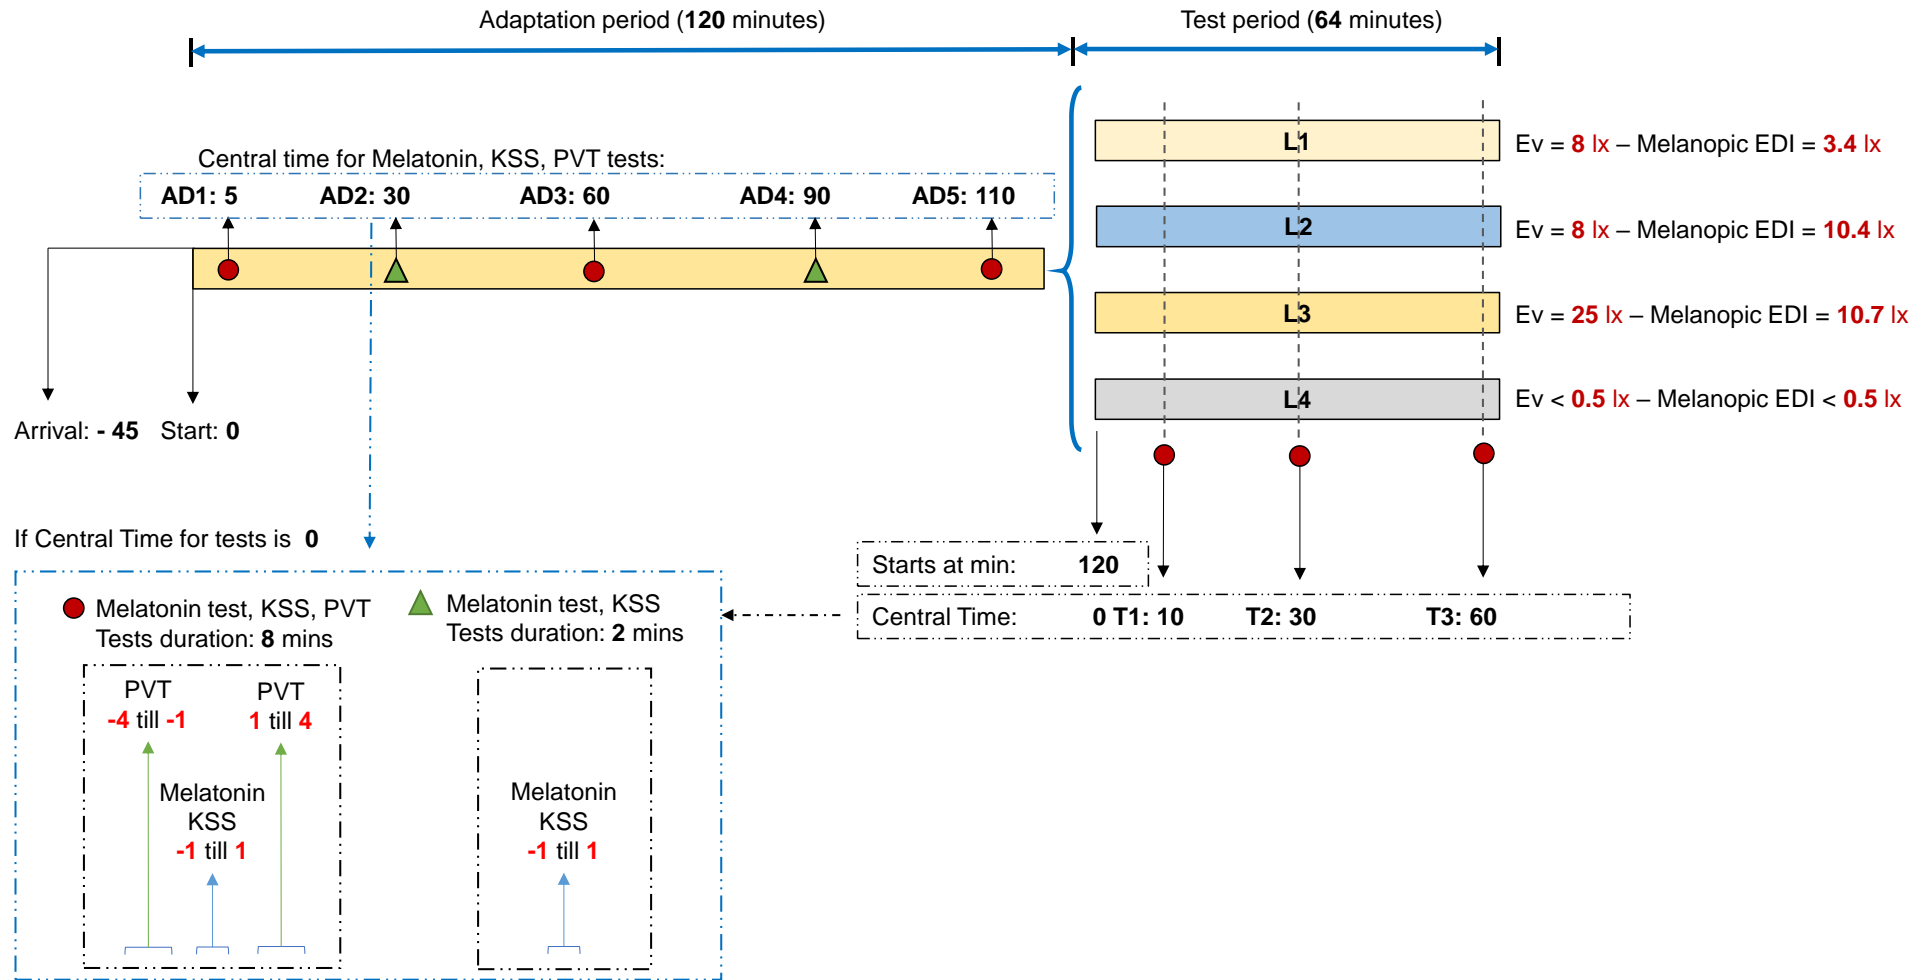 Adaptation period (120 minutes)
Test period (64 minutes)
Central time for Melatonin, KSS, PVT tests:
AD1: 5
AD2: 30
AD3: 60
AD4: 90
AD5: 110
L1
Ev = 8 lx – Melanopic EDI = 3.4 lx
L2
Ev = 8 lx – Melanopic EDI = 10.4 lx
L3
Ev = 25 lx – Melanopic EDI = 10.7 lx
L4
Ev < 0.5 lx – Melanopic EDI < 0.5 lx
Arrival: - 45
Start: 0
If Central Time for tests is 0
Starts at min: 120
Central Time: 0 T1: 10 T2: 30 T3: 60
Melatonin test, KSS, PVT
Tests duration: 8 mins
Melatonin test, KSS
Tests duration: 2 mins
PVT
-4 till -1
PVT
1 till 4
Melatonin
KSS
-1 till 1
Melatonin
KSS
-1 till 1